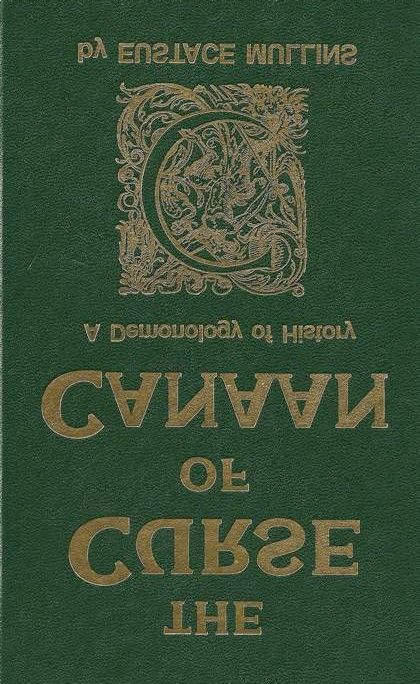 THE
CURSE
OF
CANAAN
A Demonology of History
C
by EUSTACE MULLINS